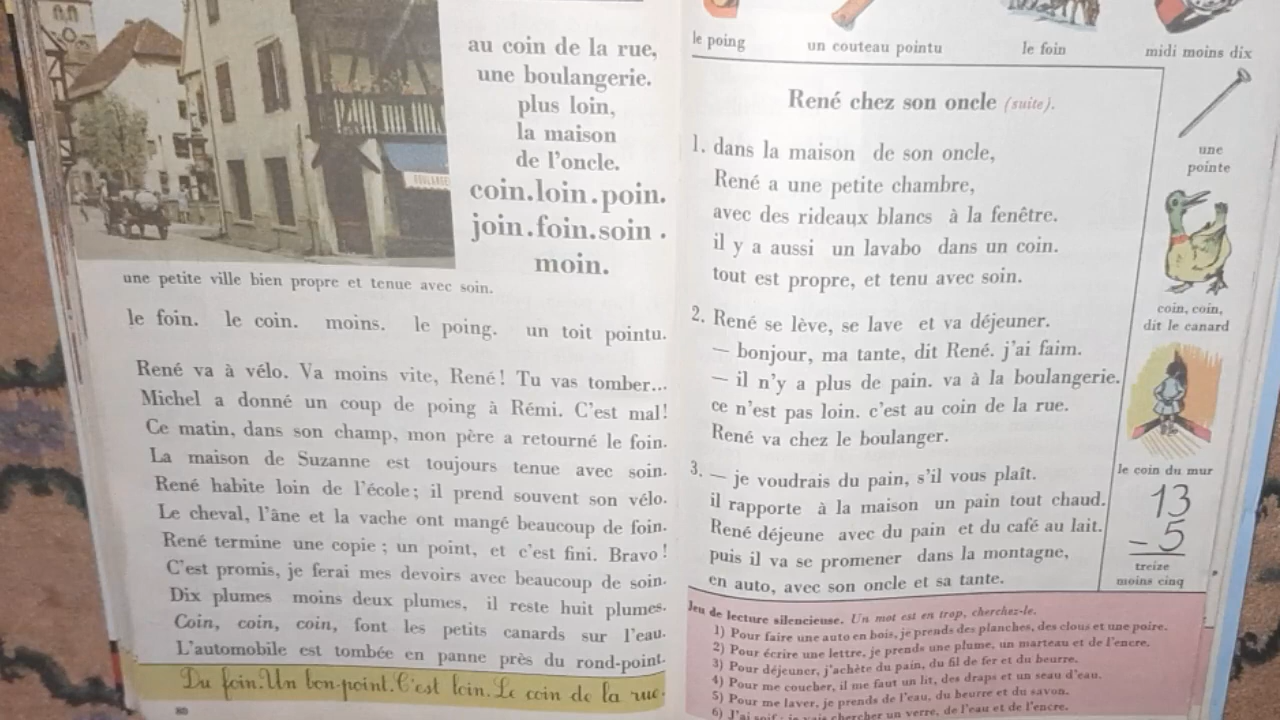 au coin de la rue,
une boulangerie.
plus loin,
la maison
de l'oncle.
coin.loin.poin.
join.foin.soin.
moin.
une petite ville bien propre et tenue avec soin.
le foin. le coin. moins. le poing. un toit pointu.
René va à vélo. Va moins vite, René! Tu vas tomber...
Michel a donné un coup de poing à Rémi. C'est mal!
Ce matin, dans son champ, mon père a retourné le foin.
La maison de Suzanne est toujours tenue avec soin.
René habite loin de l'école; il prend souvent son vélo.
Le cheval, l'âne et la vache ont mangé beaucoup de foin.
René termine une copie; un point, et c'est fini. Bravo!
C'est promis, je ferai mes devoirs avec beaucoup de soin.
Dix plumes moins deux plumes, il reste huit plumes.
Coin, coin, coin, font les petits canards sur l'eau.
L'automobile est tombée en panne près du rond-point.
Du foin. Un bon-point. C'est loin. Le coin de la rue.
80
le poing un couteau pointu le foin midi moins dix
René chez son oncle (suite).
1. dans la maison de son oncle,
René a une petite chambre,
avec des rideaux blancs à la fenêtre.
il y a aussi un lavabo dans un coin.
tout est propre, et tenu avec soin.
2. René se lève, se lave et va déjeuner.
— bonjour, ma tante, dit René. j'ai faim.
— il n'y a plus de pain. va à la boulangerie.
ce n'est pas loin. c'est au coin de la rue.
René va chez le boulanger.
3. — je voudrais du pain, s'il vous plaît.
il rapporte à la maison un pain tout chaud.
René déjeune avec du pain et du café au lait.
puis il va se promener dans la montagne,
en auto, avec son oncle et sa tante.
une
pointe
coin, coin,
dit le canard
le coin du mur
13
- 5
treize
moins cinq
Jeu de lecture silencieuse. Un mot est en trop, cherchez-le.
1) Pour faire une auto en bois, je prends des planches, des clous et une poire.
2) Pour écrire une lettre, je prends une plume, un marteau et de l'encre.
3) Pour déjeuner, j'achète du pain, du fil de fer et du beurre.
4) Pour me coucher, il me faut un lit, des draps et un seau d'eau.
5) Pour me laver, je prends de l'eau, du beurre et du savon.
6) J'ai soif : je vais chercher un verre, de l'eau et de l'encre.